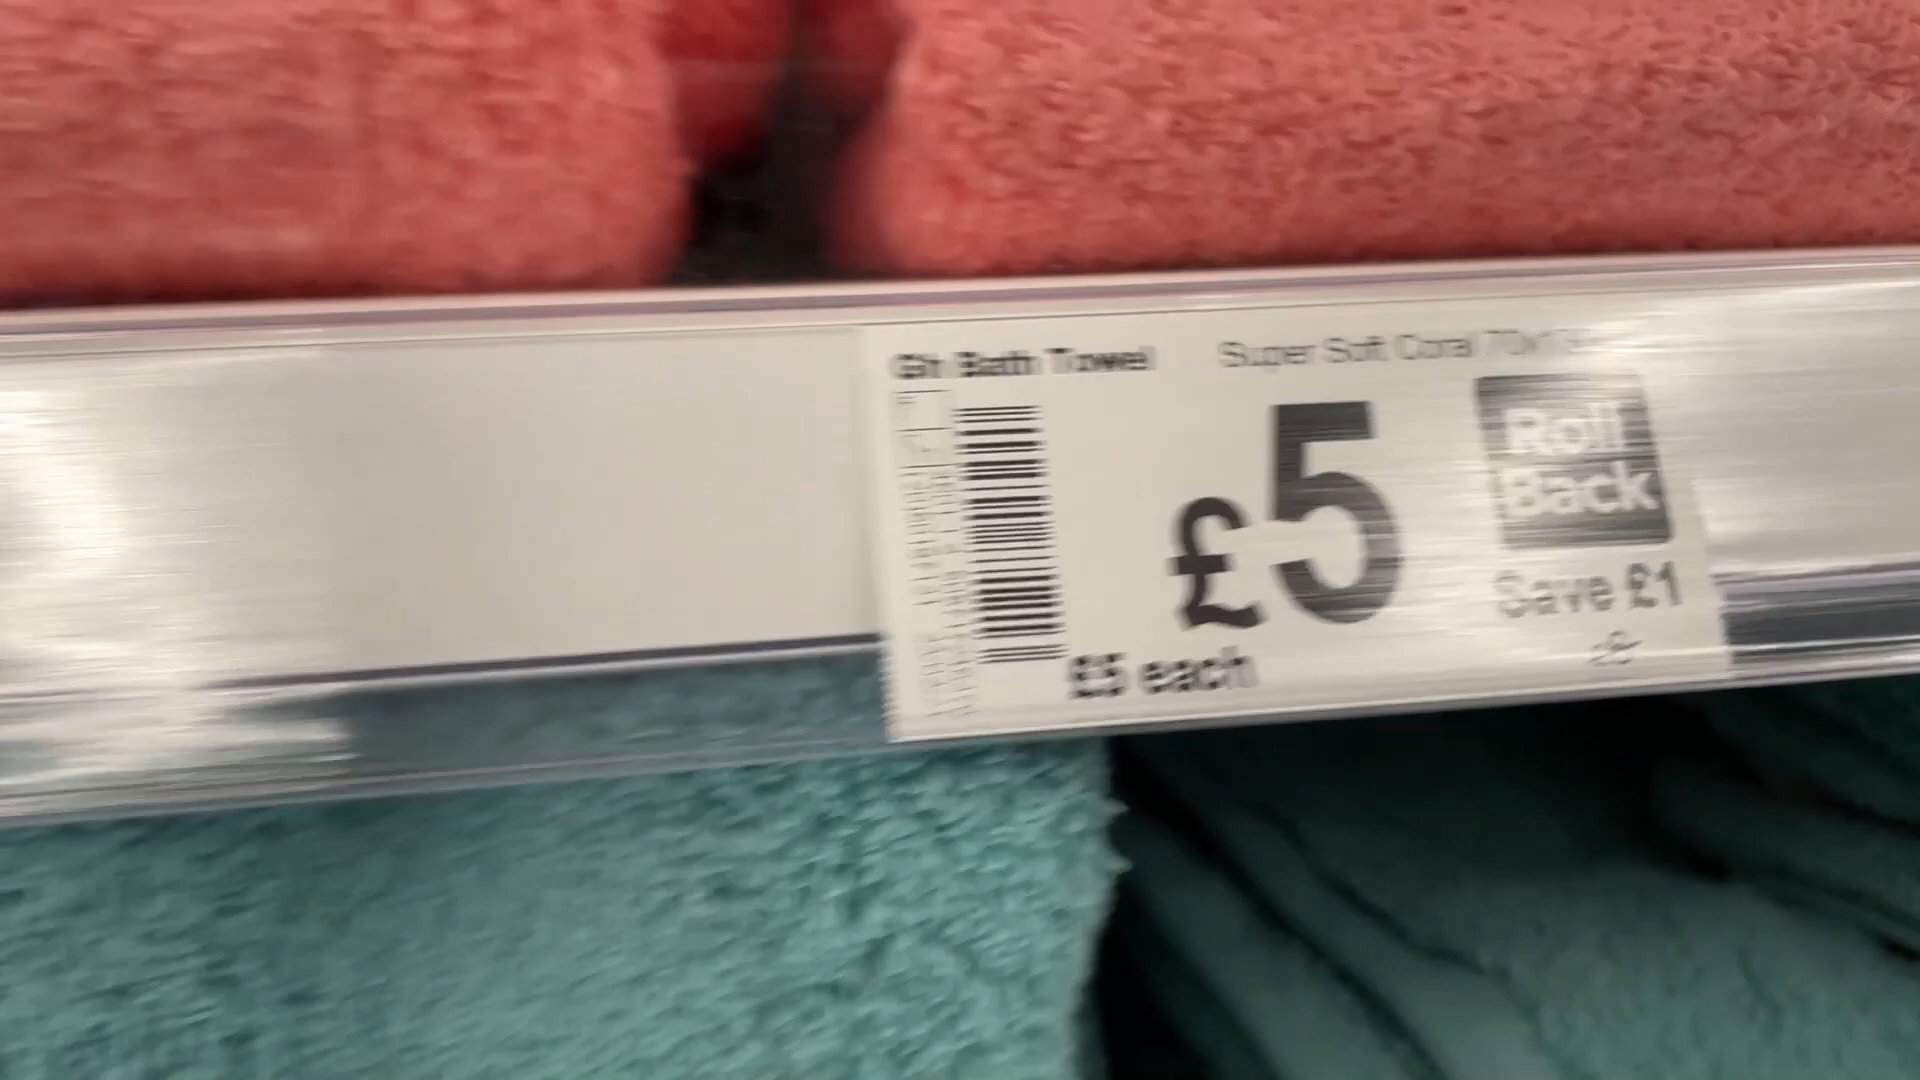 Bath Towel Super Soft Coral
£5
Roll
Back
Save £1
£5 each